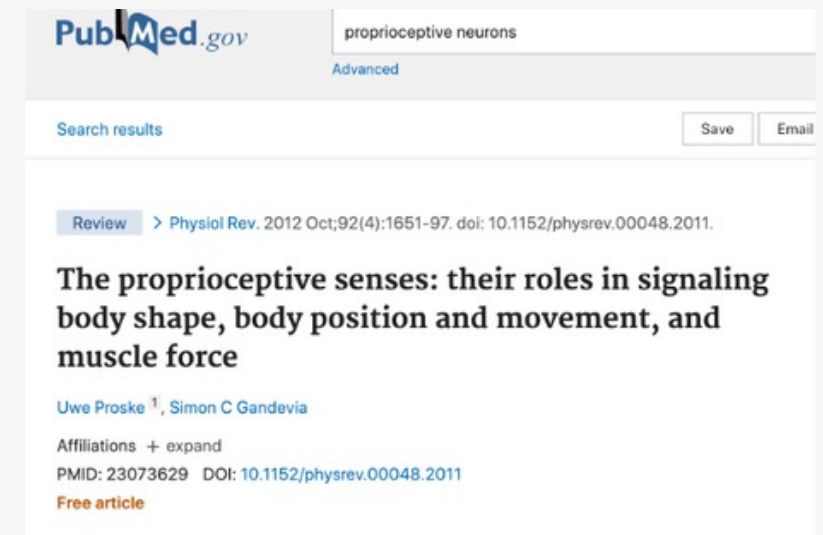 PubMed.gov
proprioceptive neurons
Advanced
Search results
Save
Email
Review > Physiol Rev. 2012 Oct;92(4):1651-97. doi: 10.1152/physrev.00048.2011.
The proprioceptive senses: their roles in signaling
body shape, body position and movement, and
muscle force
Uwe Proske 1, Simon C Gandevia
Affiliations + expand
PMID: 23073629 DOI: 10.1152/physrev.00048.2011
Free article